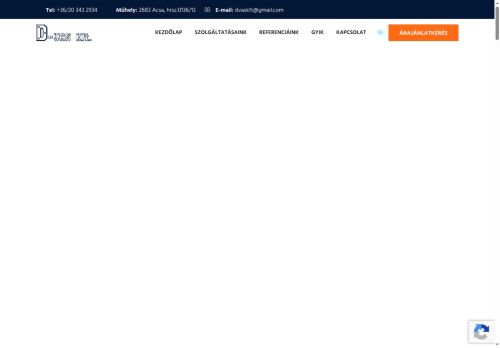 Tel: +36/20 343 2934 Műhely: 2683 Acsa, hrsz:0136/13 E-mail: dvaskft@gmail.com
KEZDŐLAP SZOLGÁLTATÁSAINK REFERENCIÁINK GYIK KAPCSOLAT ÁRAJÁNLATKÉRÉS